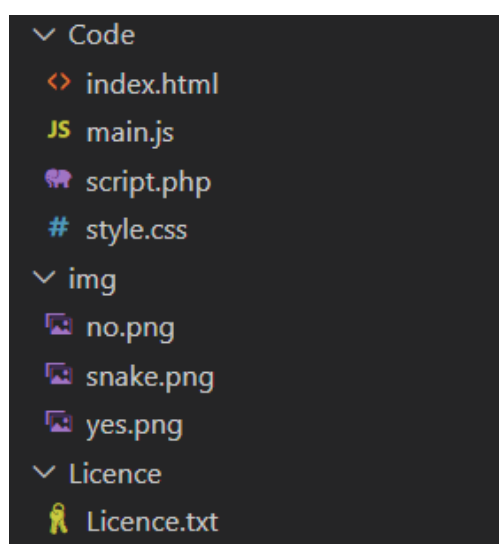 Code
<> index.html
JS main.js
script.php
# style.css
img
no.png
snake.png
yes.png
Licence
Licence.txt